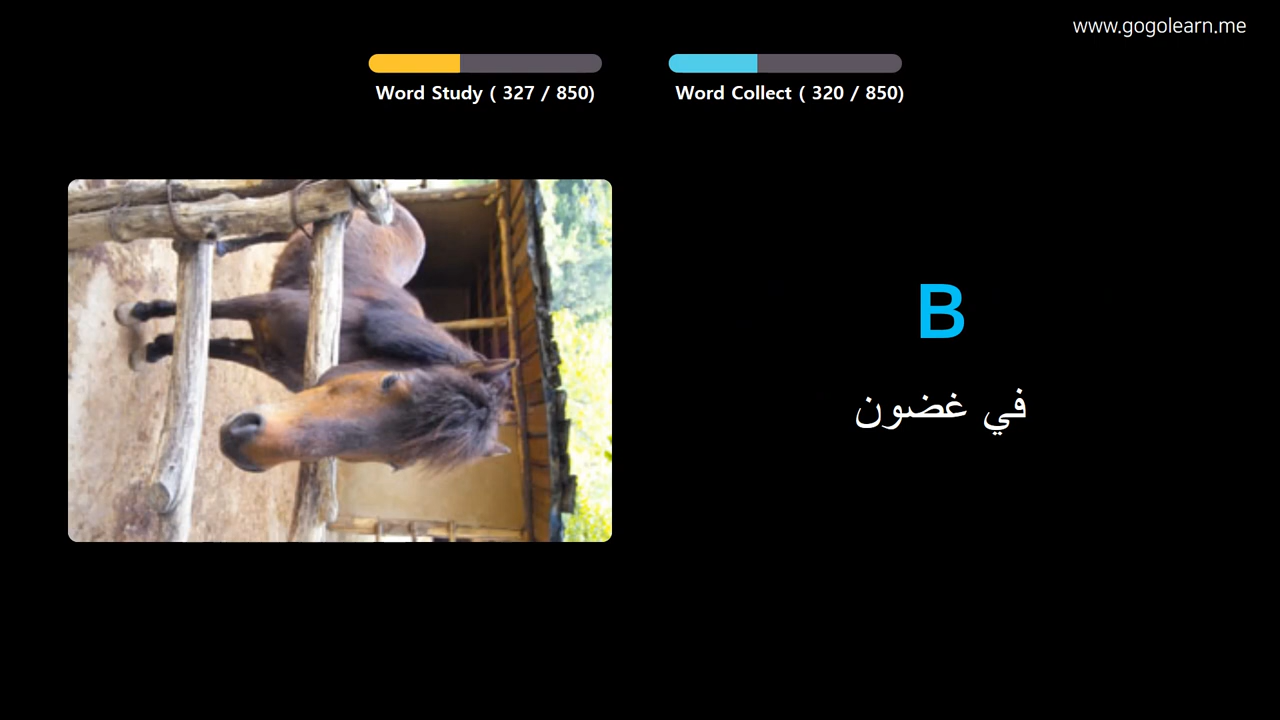 www.gogolearn.me
Word Study ( 327 / 850)
Word Collect ( 320 / 850)
B
في غضون